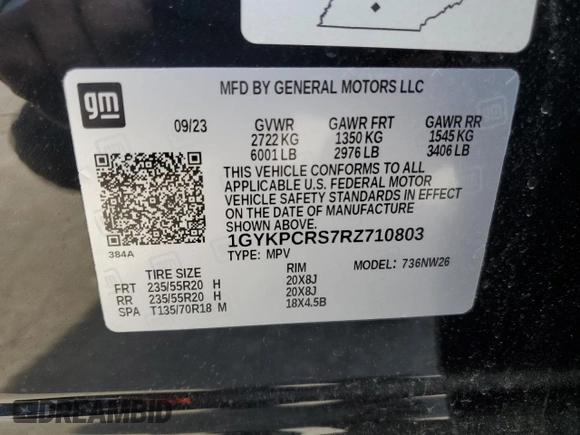 gm
MFD BY GENERAL MOTORS LLC
09/23 GVWR GAWR FRT GAWR RR
2722 KG 1350 KG 1545 KG
6001 LB 2976 LB 3406 LB
THIS VEHICLE CONFORMS TO ALL
APPLICABLE U.S. FEDERAL MOTOR
VEHICLE SAFETY STANDARDS IN EFFECT
ON THE DATE OF MANUFACTURE
SHOWN ABOVE.
384A
1GYKPCRS7RZ710803
TYPE: MPV MODEL: 736NW26
TIRE SIZE RIM
FRT 235/55R20 H 20X8J
RR 235/55R20 H 20X8J
SPA T135/70R18 M 18X4.5B
DREAMBID